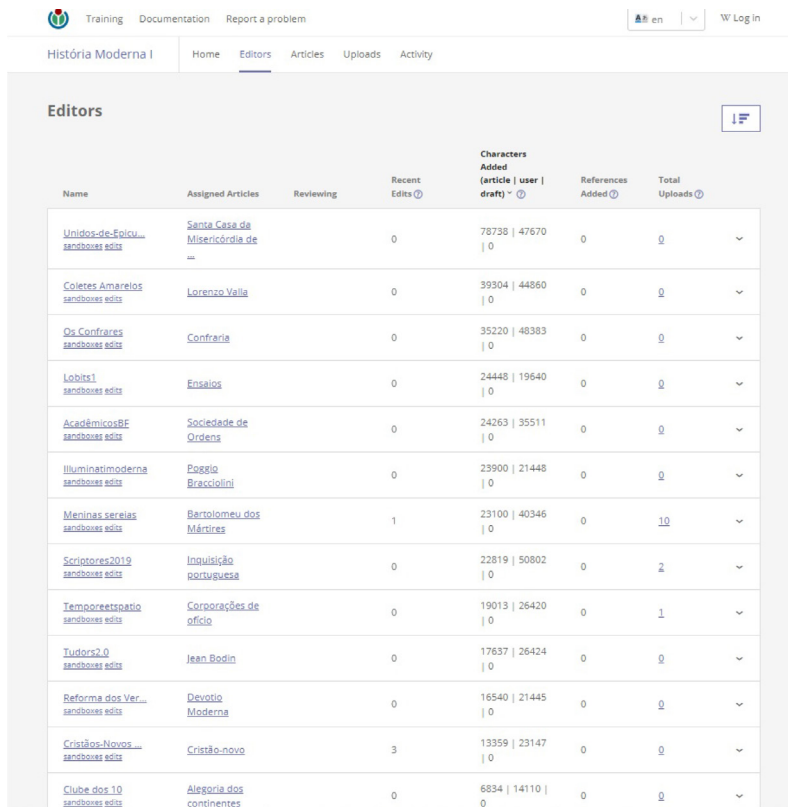 Training Documentation Report a problem en W Log in
História Moderna I Home Editors Articles Uploads Activity
Editors
Name Assigned Articles Reviewing Recent Edits Characters Added (article | user | draft) References Added Total Uploads
Unidos-de-Epicu... Santa Casa da Misericórdia de ... 0 78738 | 47670 | 0 0 0
sandboxes edits
Coletes Amarelos Lorenzo Valla 0 39304 | 44860 | 0 0 0
sandboxes edits
Os Confrares Confraria 0 35220 | 48383 | 0 0 0
sandboxes edits
Lobits1 Ensaios 0 24448 | 19640 | 0 0 0
sandboxes edits
AcadêmicosBF Sociedade de Ordens 0 24263 | 35511 | 0 0 0
sandboxes edits
Illuminatimoderna Poggio Bracciolini 0 23900 | 21448 | 0 0 0
sandboxes edits
Meninas sereias Bartolomeu dos Mártires 1 23100 | 40346 | 0 0 10
sandboxes edits
Scriptores2019 Inquisição portuguesa 0 22819 | 50802 | 0 0 2
sandboxes edits
Temporeetspatio Corporações de ofício 0 19013 | 26420 | 0 0 1
sandboxes edits
Tudors2.0 Jean Bodin 0 17637 | 26424 | 0 0 0
sandboxes edits
Reforma dos Ver... Devotio Moderna 0 16540 | 21445 | 0 0 0
sandboxes edits
Cristãos-Novos ... Cristão-novo 3 13359 | 23147 | 0 0 0
sandboxes edits
Clube dos 10 Alegoria dos continentes 0 6834 | 14110 | 0 0 0
sandboxes edits